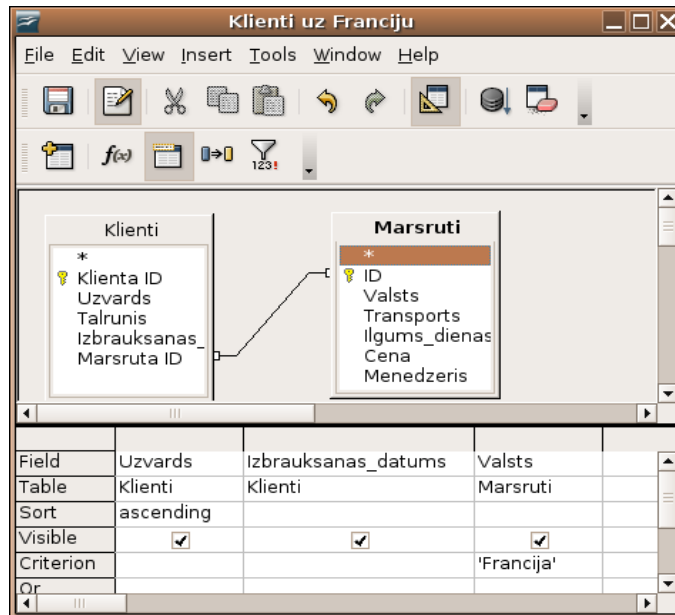 Klienti uz Franciju
File Edit View Insert Tools Window Help
f(x) 123!
Klienti
*
Klienta ID
Uzvards
Talrunis
Izbrauksanas_
Marsruta ID
Marsruti
*
ID
Valsts
Transports
Ilgums_dienas
Cena
Menedzeris
Field Uzvards Izbrauksanas_datums Valsts
Table Klienti Klienti Marsruti
Sort ascending
Visible
Criterion 'Francija'
Or